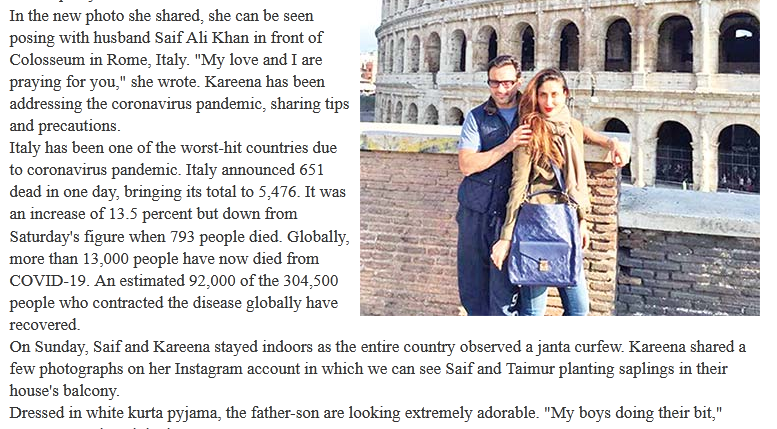 In the new photo she shared, she can be seen
posing with husband Saif Ali Khan in front of
Colosseum in Rome, Italy. "My love and I are
praying for you," she wrote. Kareena has been
addressing the coronavirus pandemic, sharing tips
and precautions.
Italy has been one of the worst-hit countries due
to coronavirus pandemic. Italy announced 651
dead in one day, bringing its total to 5,476. It was
an increase of 13.5 percent but down from
Saturday's figure when 793 people died. Globally,
more than 13,000 people have now died from
COVID-19. An estimated 92,000 of the 304,500
people who contracted the disease globally have
recovered.
On Sunday, Saif and Kareena stayed indoors as the entire country observed a janta curfew. Kareena shared a
few photographs on her Instagram account in which we can see Saif and Taimur planting saplings in their
house's balcony.
Dressed in white kurta pyjama, the father-son are looking extremely adorable. "My boys doing their bit,"